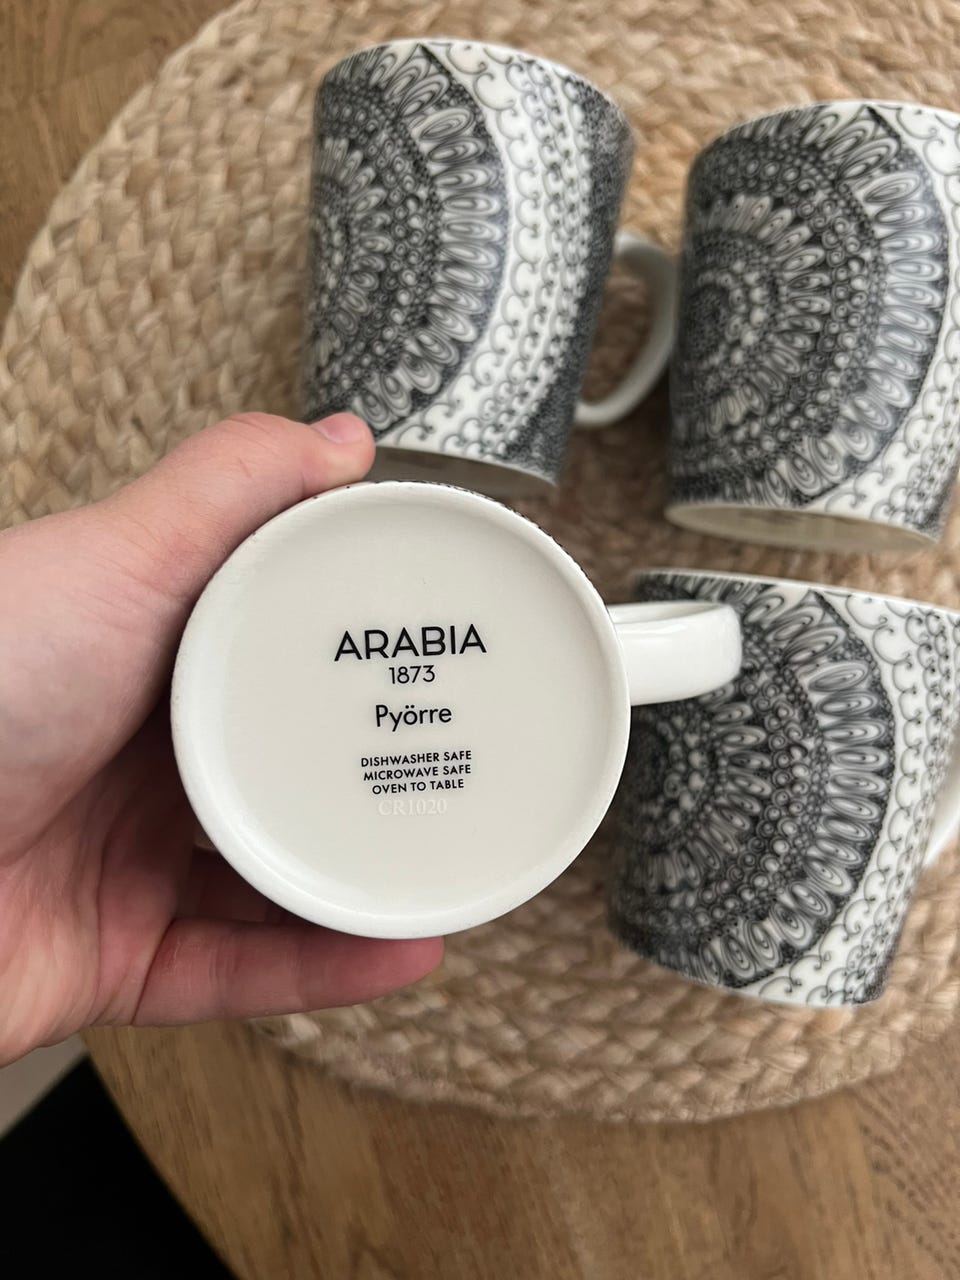 ARABIA
1873
Pyörre
DISHWASHER SAFE
MICROWAVE SAFE
OVEN TO TABLE
CR1020